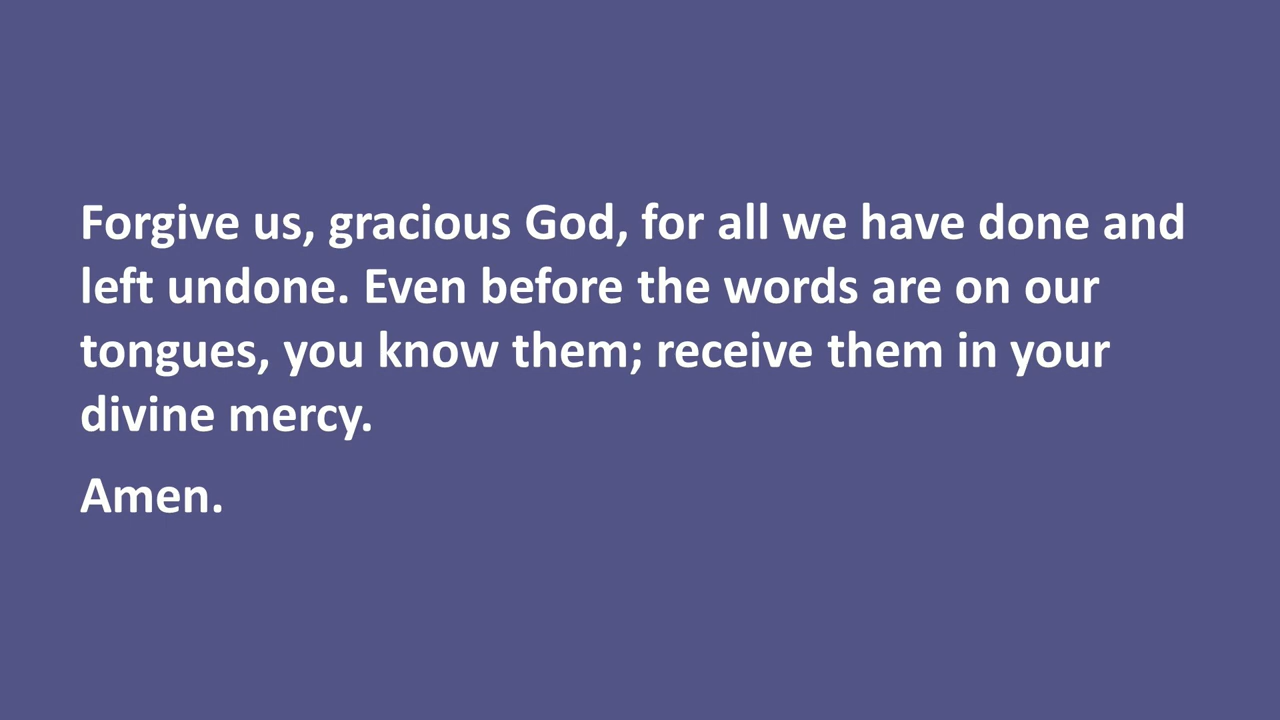 Forgive us, gracious God, for all we have done and
left undone. Even before the words are on our
tongues, you know them; receive them in your
divine mercy.
Amen.